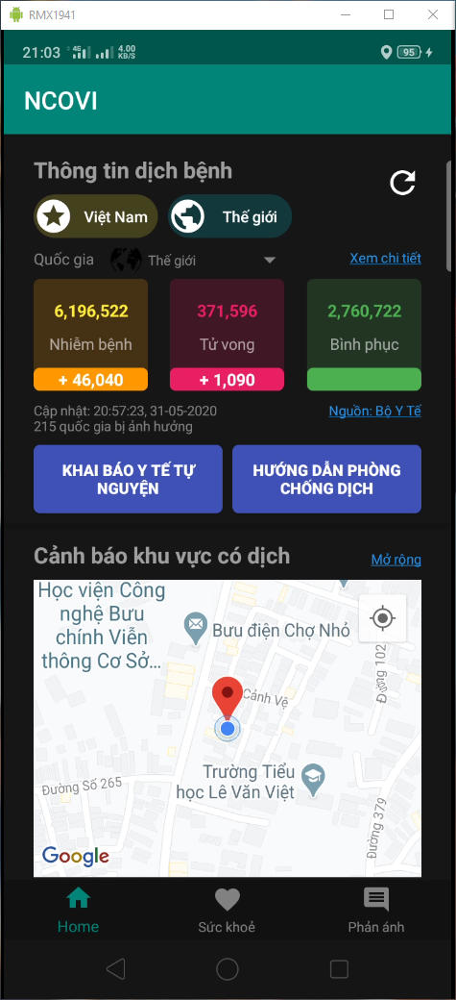 RMX1941
21:03 4G 4.00 KB/S 95
NCOVI
Thông tin dịch bệnh
Việt Nam Thế giới
Quốc gia Thế giới Xem chi tiết
6,196,522 371,596 2,760,722
Nhiễm bệnh Tử vong Bình phục
+ 46,040 + 1,090
Cập nhật: 20:57:23, 31-05-2020 Nguồn: Bộ Y Tế
215 quốc gia bị ảnh hưởng
KHAI BÁO Y TẾ TỰ
NGUYỆN
HƯỚNG DẪN PHÒNG
CHỐNG DỊCH
Cảnh báo khu vực có dịch Mở rộng
Học viện Công
nghệ Bưu
chính Viễn
thông Cơ Sở...
Bưu điện Chợ Nhỏ
Đường 102
Cảnh Vệ
Trường Tiểu
học Lê Văn Việt
Đường Số 265
Đường 379
Google
Home Sức khoẻ Phản ánh